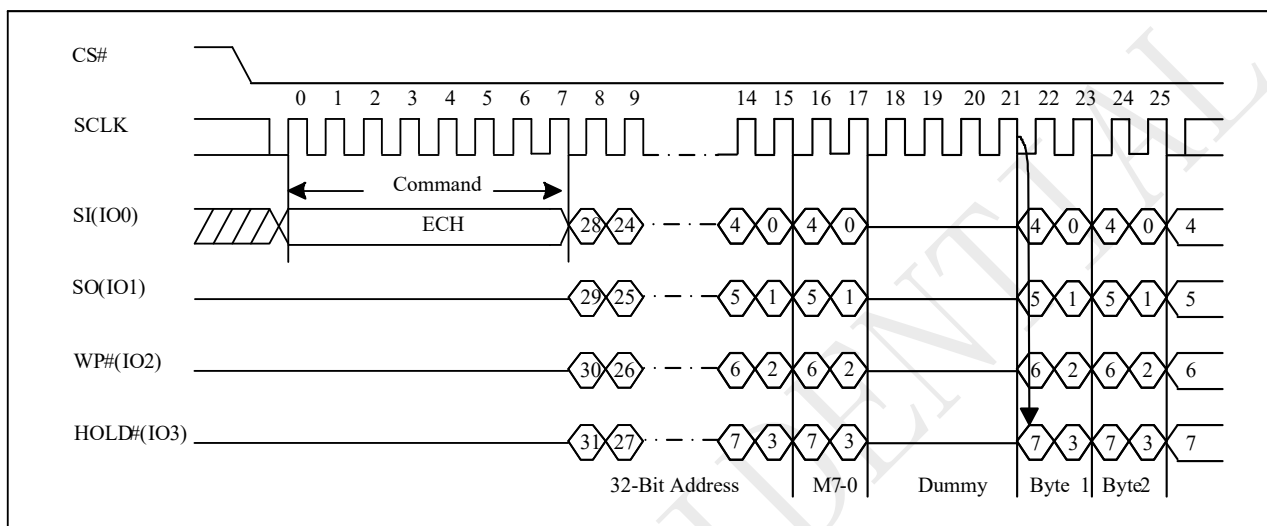 CS#
0 1 2 3 4 5 6 7 8 9 14 15 16 17 18 19 20 21 22 23 24 25
SCLK
Command
SI(IO0) ECH 28 24 4 0 4 0 4 0 4 0 4
SO(IO1) 29 25 5 1 5 1 5 1 5 1 5
WP#(IO2) 30 26 6 2 6 2 6 2 6 2 6
HOLD#(IO3) 31 27 7 3 7 3 7 3 7 3 7
32-Bit Address M7-0 Dummy Byte 1 Byte2